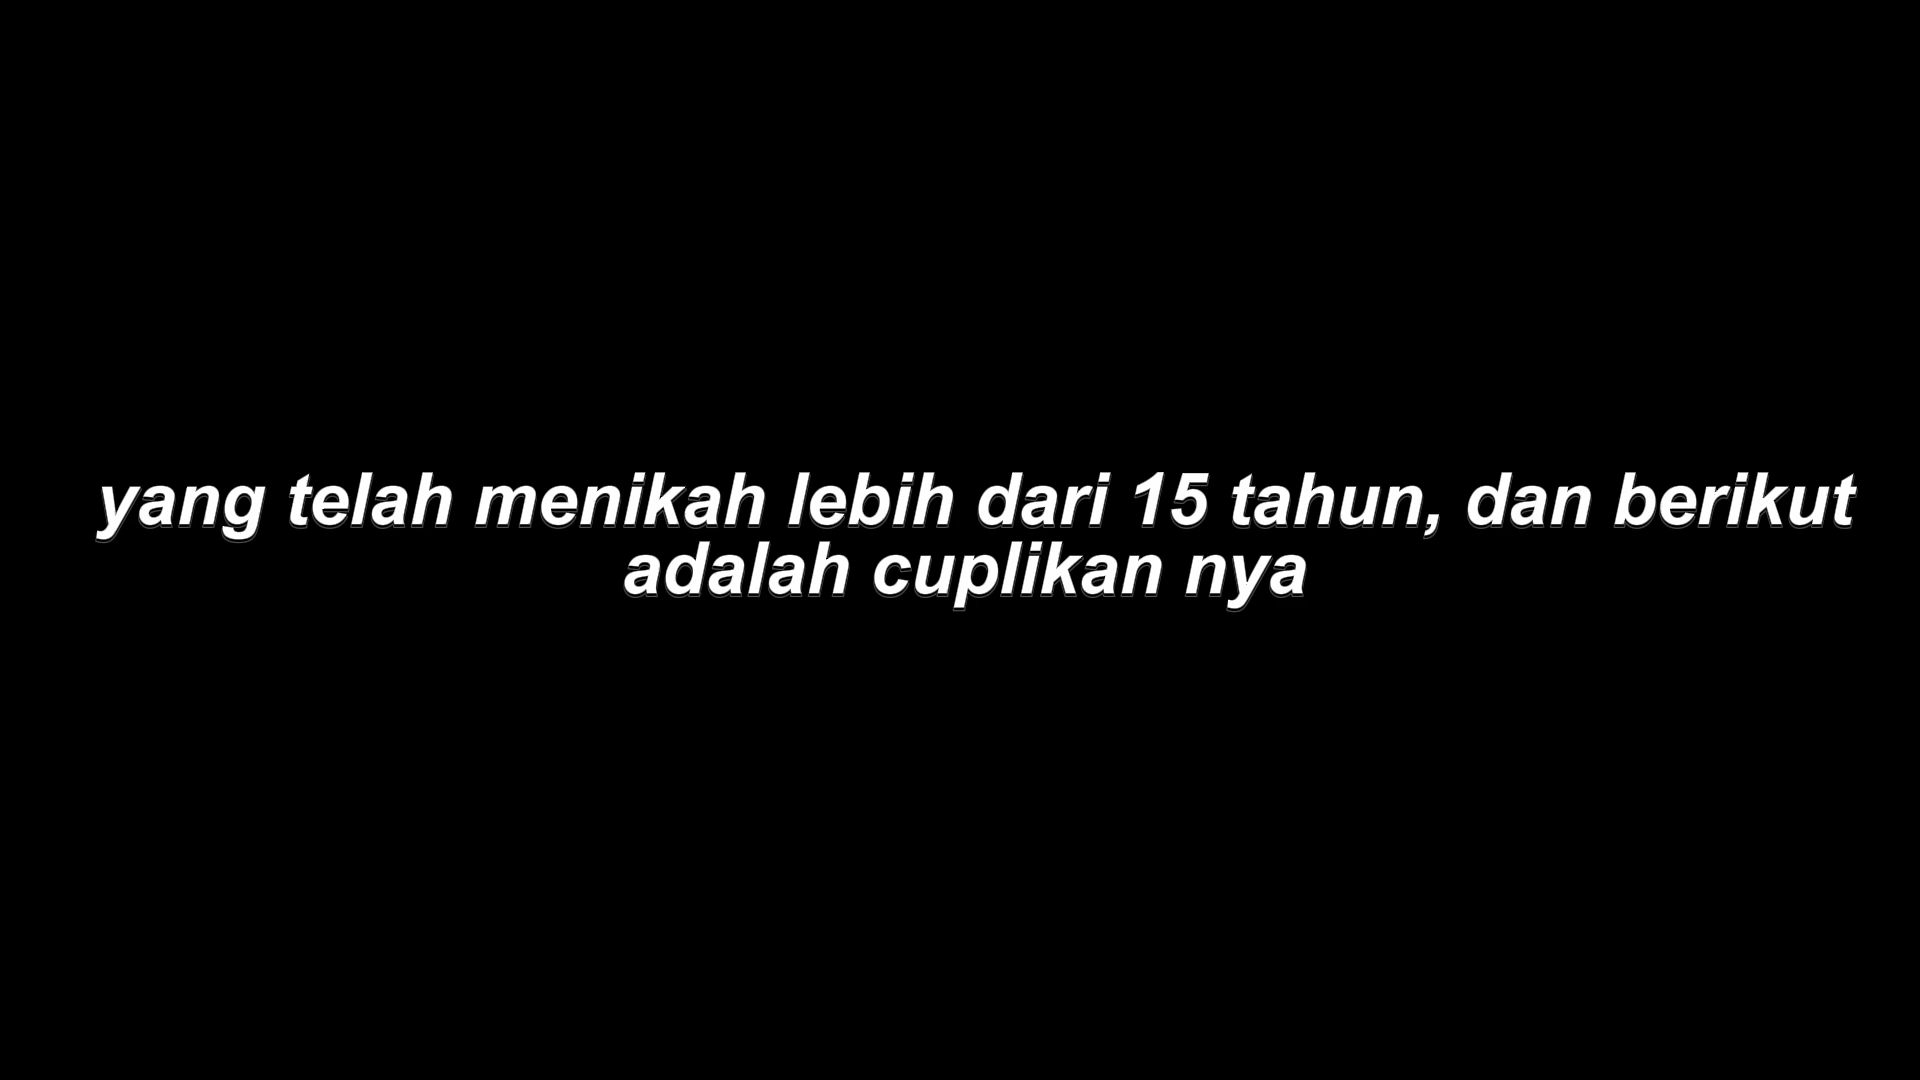 yang telah menikah lebih dari 15 tahun, dan berikut
adalah cuplikan nya